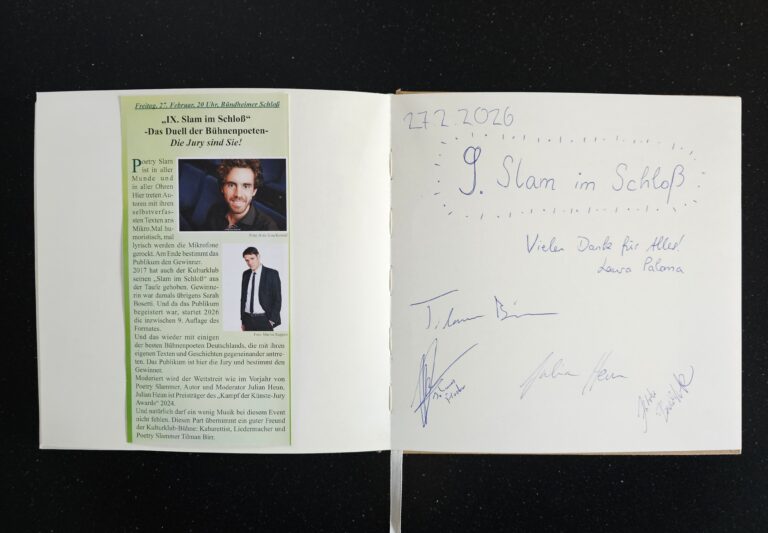 Freitag, 27. Februar, 20 Uhr, Bündheimer Schloß
„IX. Slam im Schloß“
-Das Duell der Bühnenpoeten-
Die Jury sind Sie!
Poetry Slam
ist in aller
Munde und
in aller Ohren
Hier treten Au-
toren mit ihren
selbstverfas-
sten Texten ans
Mikro.Mal hu-
moristisch, mal
lyrisch werden die Mikrofone
gerockt. Am Ende bestimmt das
Publikum den Gewinner.
2017 hat auch der Kulturklub
seinen „Slam im Schloß“ aus
der Taufe gehoben. Gewinne-
rin war damals übrigens Sarah
Bosetti. Und da das Publikum
begeistert war, startet 2026
die inzwischen 9. Auflage des
Formates.
Und das wieder mit einigen
der besten Bühnenpoeten Deutschlands, die mit ihren
eigenen Texten und Geschichten gegeneinander antre-
ten. Das Publikum ist hier die Jury und bestimmt den
Gewinner.
Moderiert wird der Wettstreit wie im Vorjahr von
Poetry Slammer, Autor und Moderator Julian Heun.
Julian Heun ist Preisträger des „Kampf der Künste-Jury
Awards“ 2024.
Und natürlich darf ein wenig Musik bei diesem Event
nicht fehlen. Diesen Part übernimmt ein guter Freund
der Kulturklub-Bühne: Kabarettist, Liedermacher und
Poetry Slammer Tilman Birr.
27.2.2026
9. Slam im Schloß
Vielen Dank für Alles!
Laura Paloma
Julian Heun